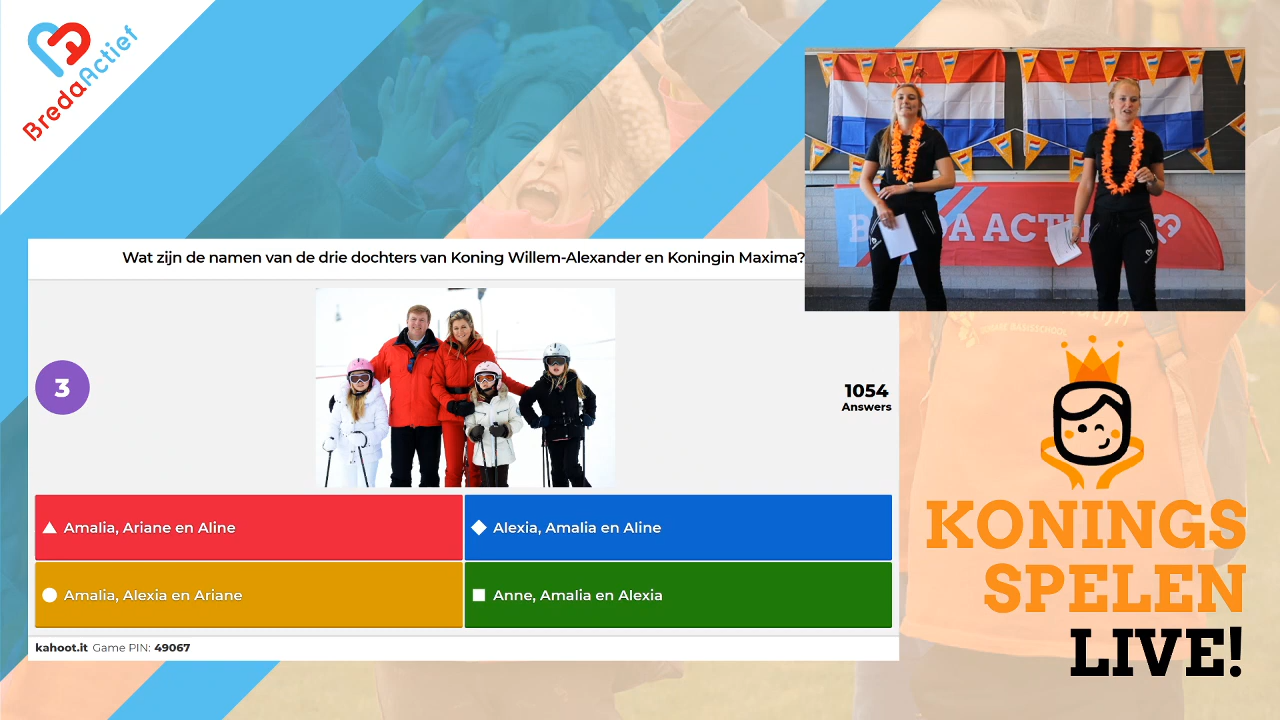 BredaActief
Wat zijn de namen van de drie dochters van Koning Willem-Alexander en Koningin Maxima?
3
1054
Answers
Amalia, Ariane en Aline
Alexia, Amalia en Aline
Amalia, Alexia en Ariane
Anne, Amalia en Alexia
kahoot.it Game PIN: 49067
KONINGS
SPELEN
LIVE!